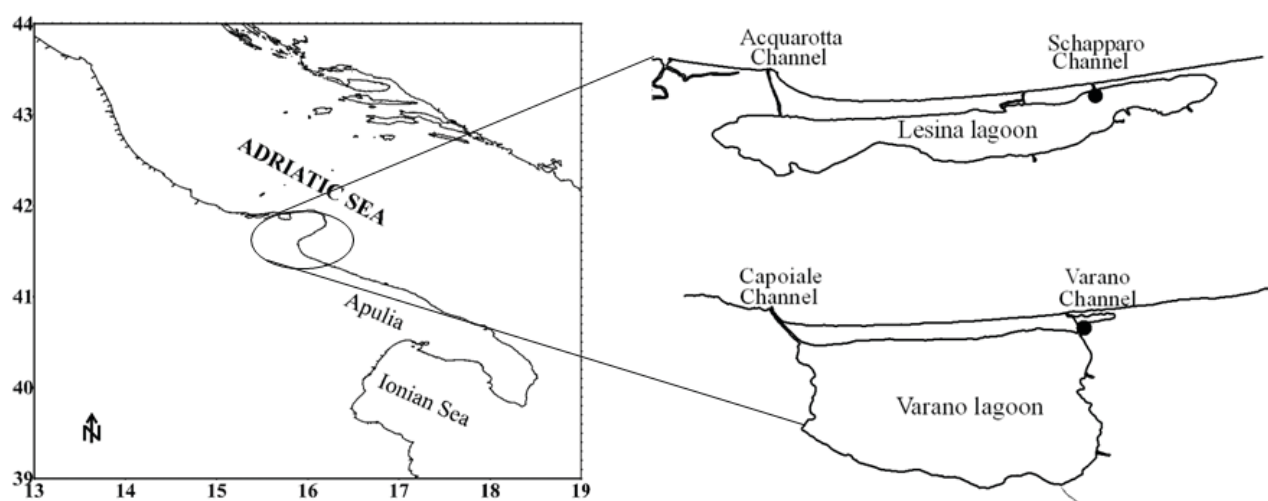 44
43
42
41
40
39
13
14
15
16
17
18
19
ADRIATIC SEA
Apulia
Ionian Sea
N
Acquarotta
Channel
Schapparo
Channel
Lesina lagoon
Capoiale
Channel
Varano
Channel
Varano lagoon